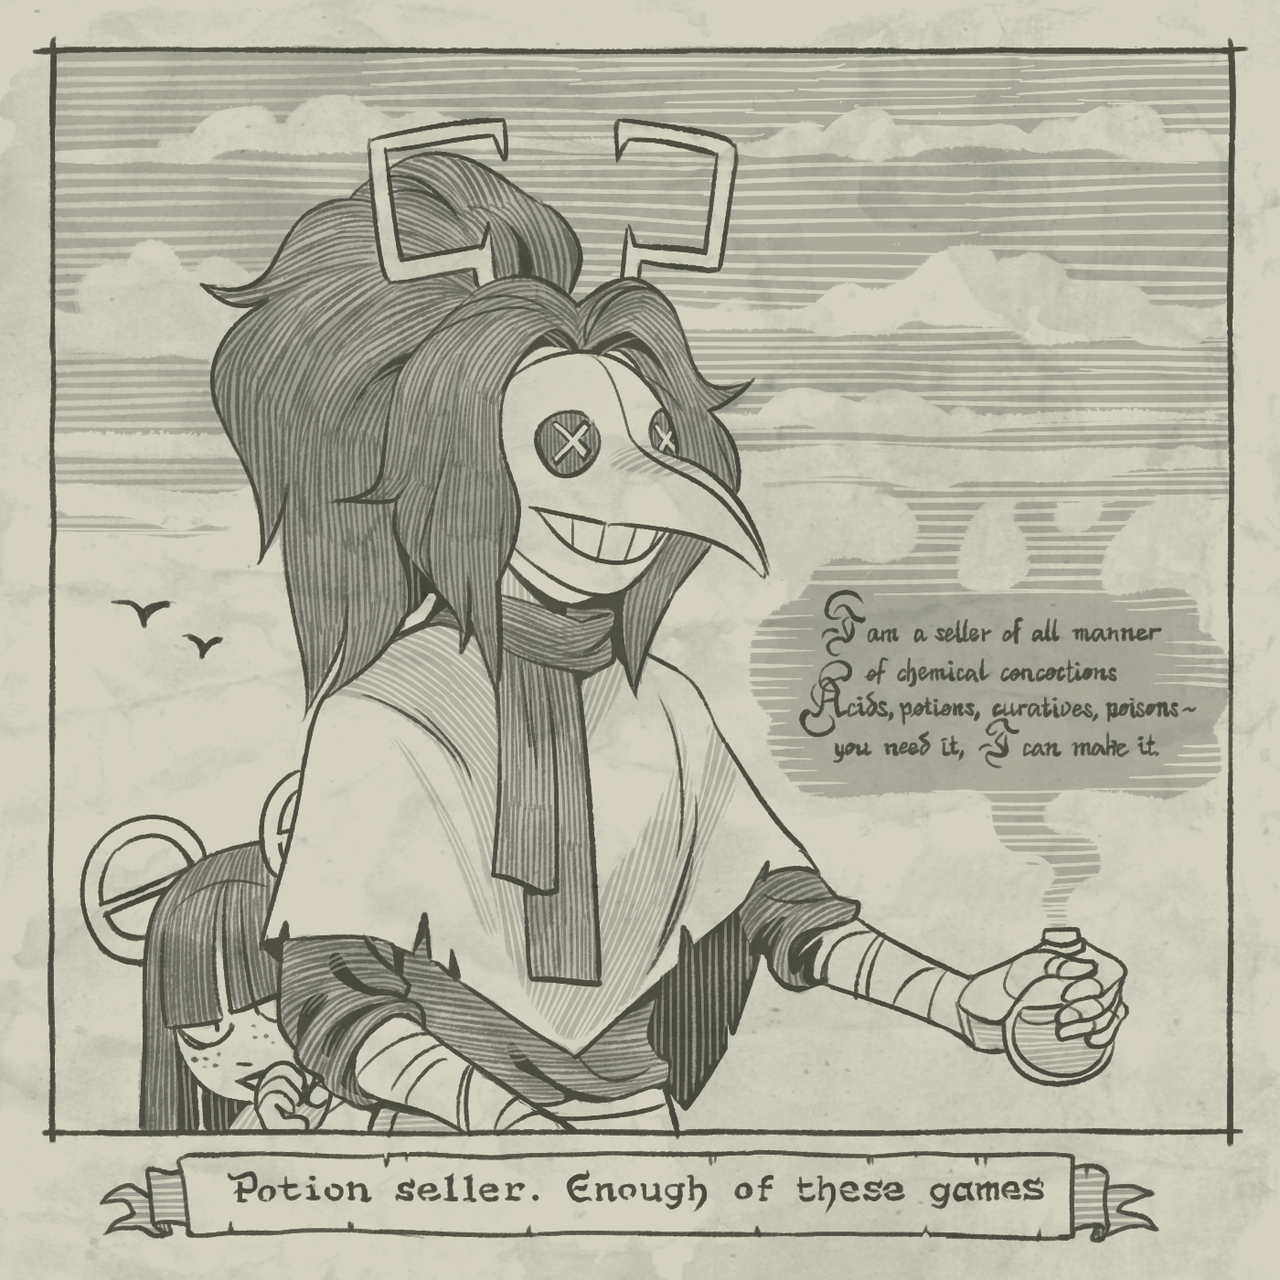 I am a seller of all manner
of chemical concoctions
Acids, potions, curatives, poisons~
you need it, I can make it.
Potion seller. Enough of these games